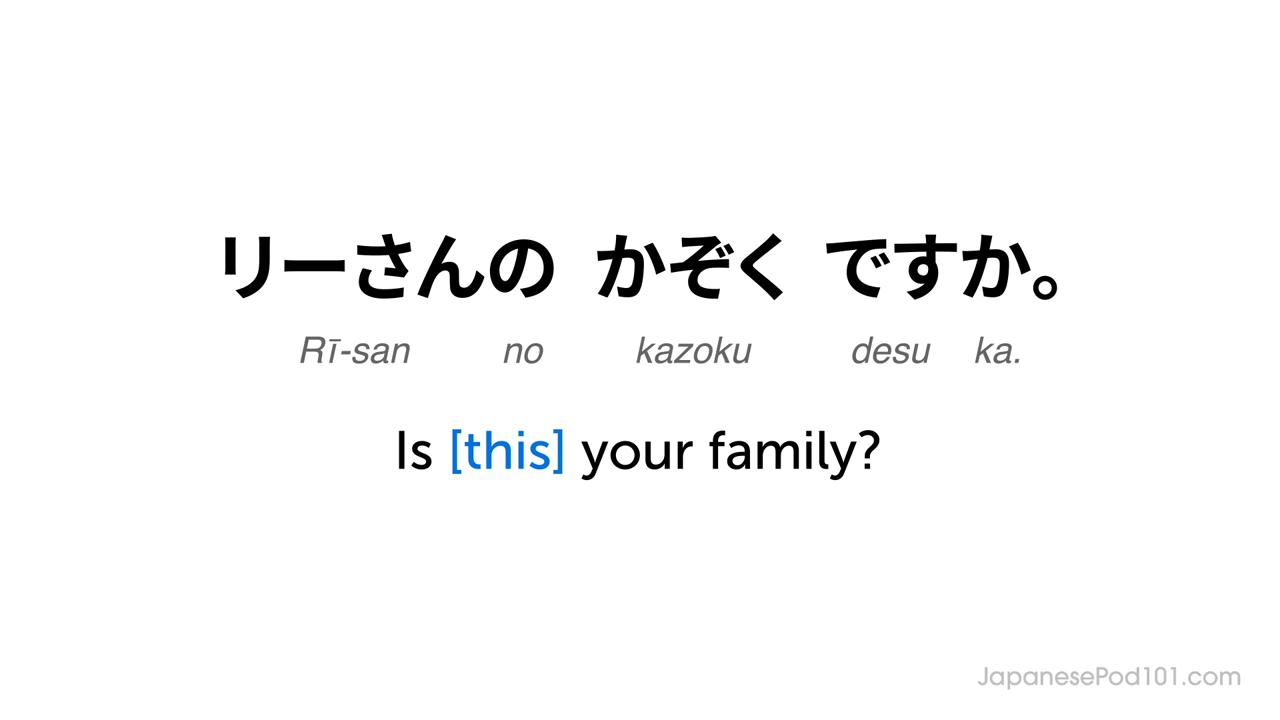 リーさんの かぞく ですか。
Rī-san no kazoku desu ka.
Is [this] your family?
JapanesePod101.com